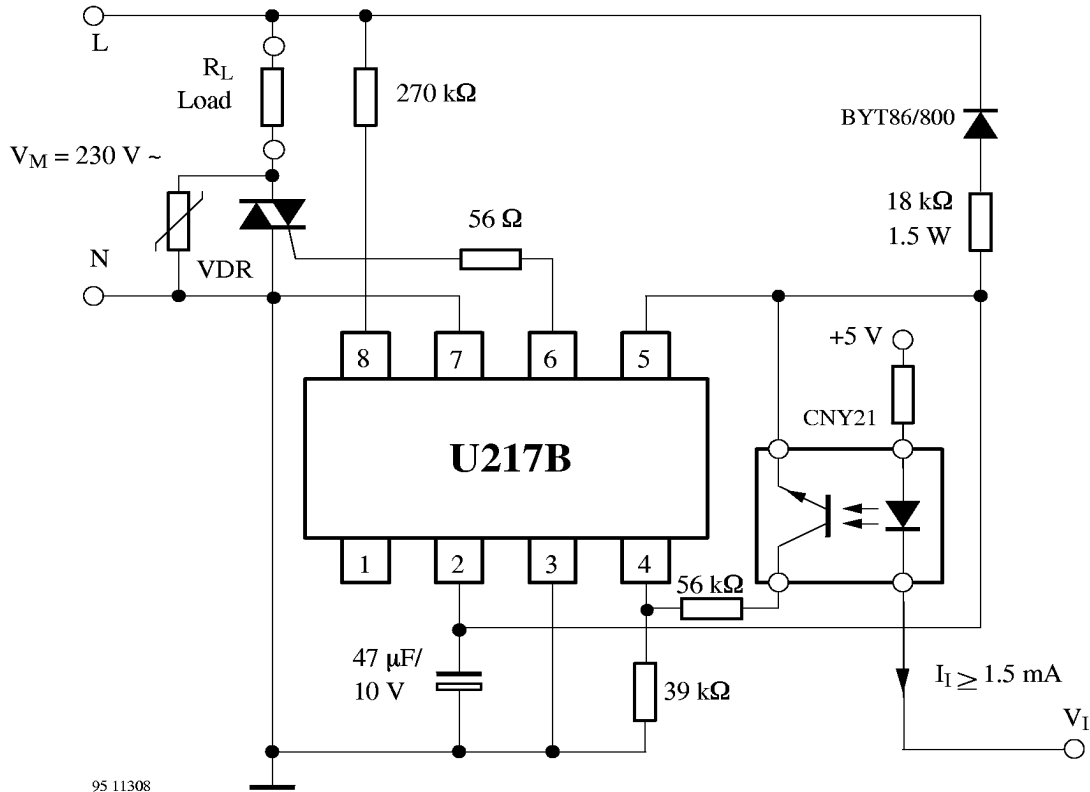 L
R_L
Load
270 kΩ
BYT86/800
V_M = 230 V ~
18 kΩ
1.5 W
56 Ω
N
VDR
+5 V
8
7
6
5
CNY21
U217B
1
2
3
4
56 kΩ
47 μF/
10 V
39 kΩ
I_I ≥ 1.5 mA
V_I
95 11308